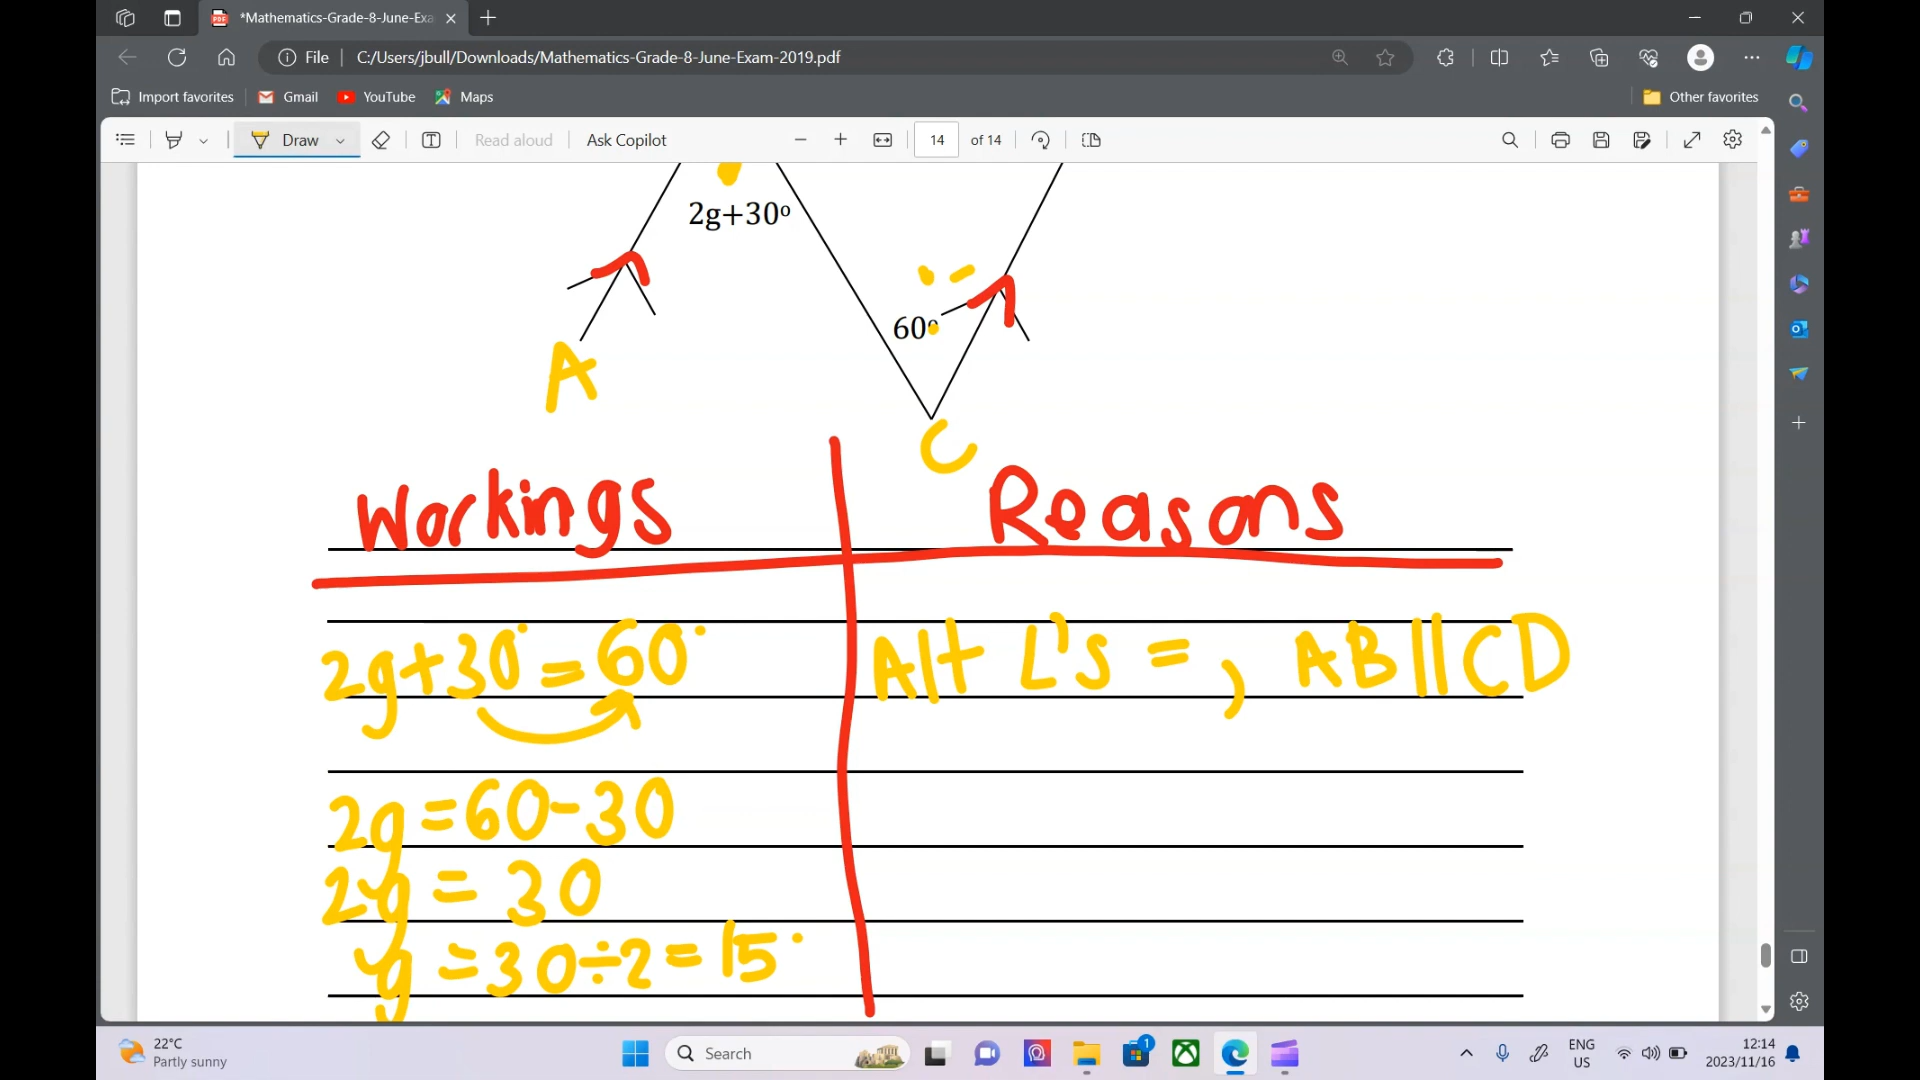 *Mathematics-Grade-8-June-Exa
File
C:/Users/jbull/Downloads/Mathematics-Grade-8-June-Exam-2019.pdf
Import favorites
Gmail
YouTube
Maps
Other favorites
Draw
Read aloud
Ask Copilot
14 of 14
2g+30º
60º
A
C
Workings
Reasons
2g+30°=60°
Alt L's = , AB||CD
2g=60-30
2g = 30
g =30÷2=15°
22°C
Partly sunny
Search
1
ENG
US
12:14
2023/11/16